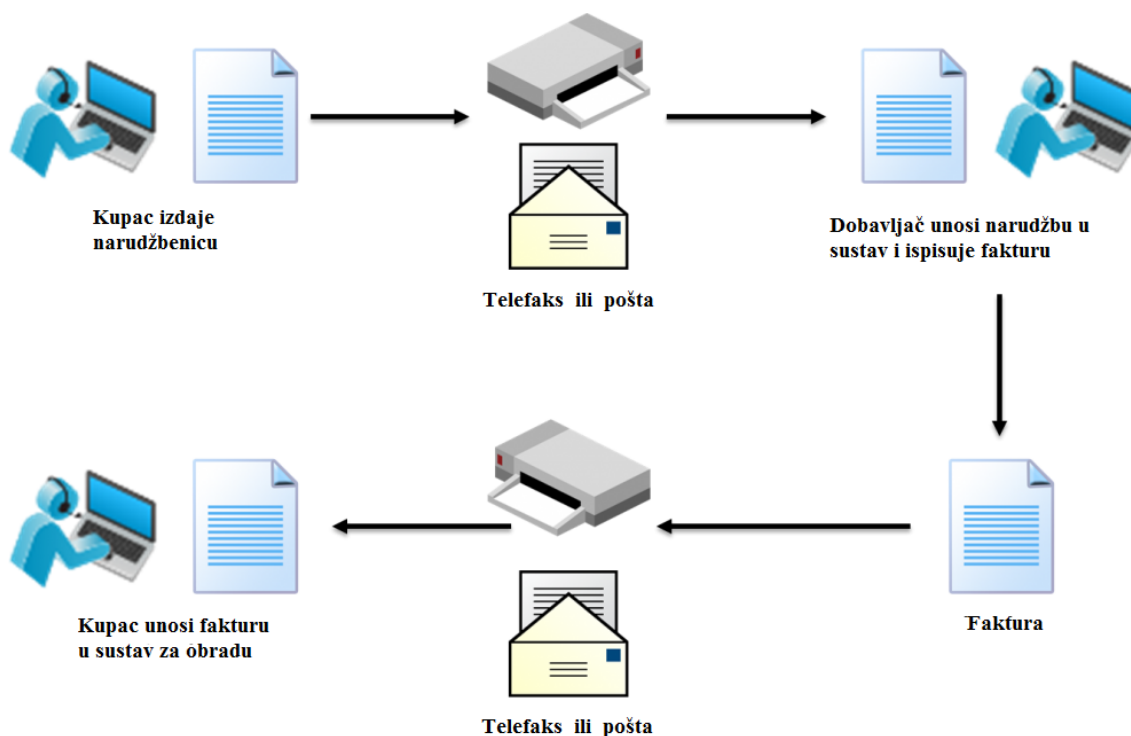 Kupac izdaje
narudžbenicu
Telefaks ili pošta
Dobavljač unosi narudžbu u
sustav i ispisuje fakturu
Kupac unosi fakturu
u sustav za obradu
Telefaks ili pošta
Faktura